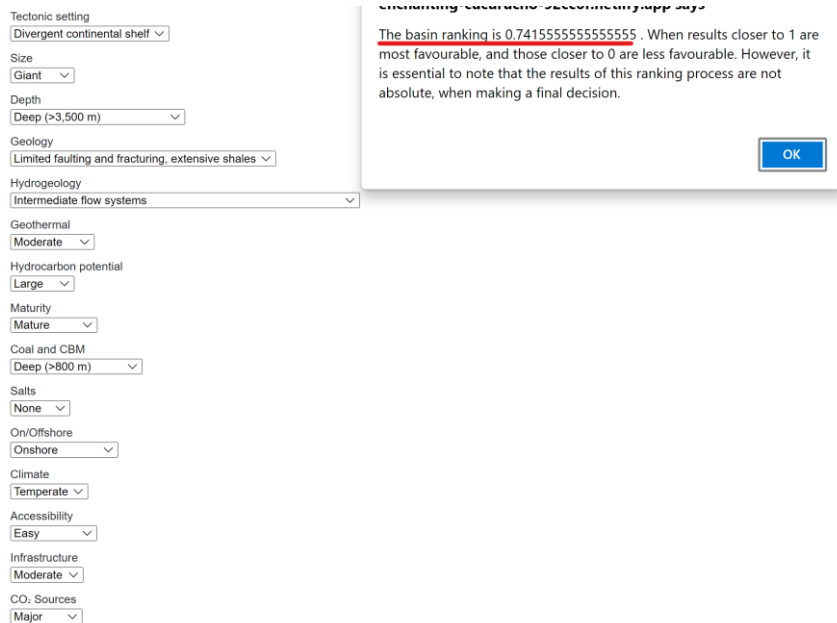 Tectonic setting
Divergent continental shelf
Size
Giant
Depth
Deep (>3,500 m)
Geology
Limited faulting and fracturing, extensive shales
Hydrogeology
Intermediate flow systems
Geothermal
Moderate
Hydrocarbon potential
Large
Maturity
Mature
Coal and CBM
Deep (>800 m)
Salts
None
On/Offshore
Onshore
Climate
Temperate
Accessibility
Easy
Infrastructure
Moderate
CO₂ Sources
Major
says
The basin ranking is 0.7415555555555555 . When results closer to 1 are
most favourable, and those closer to 0 are less favourable. However, it
is essential to note that the results of this ranking process are not
absolute, when making a final decision.
OK